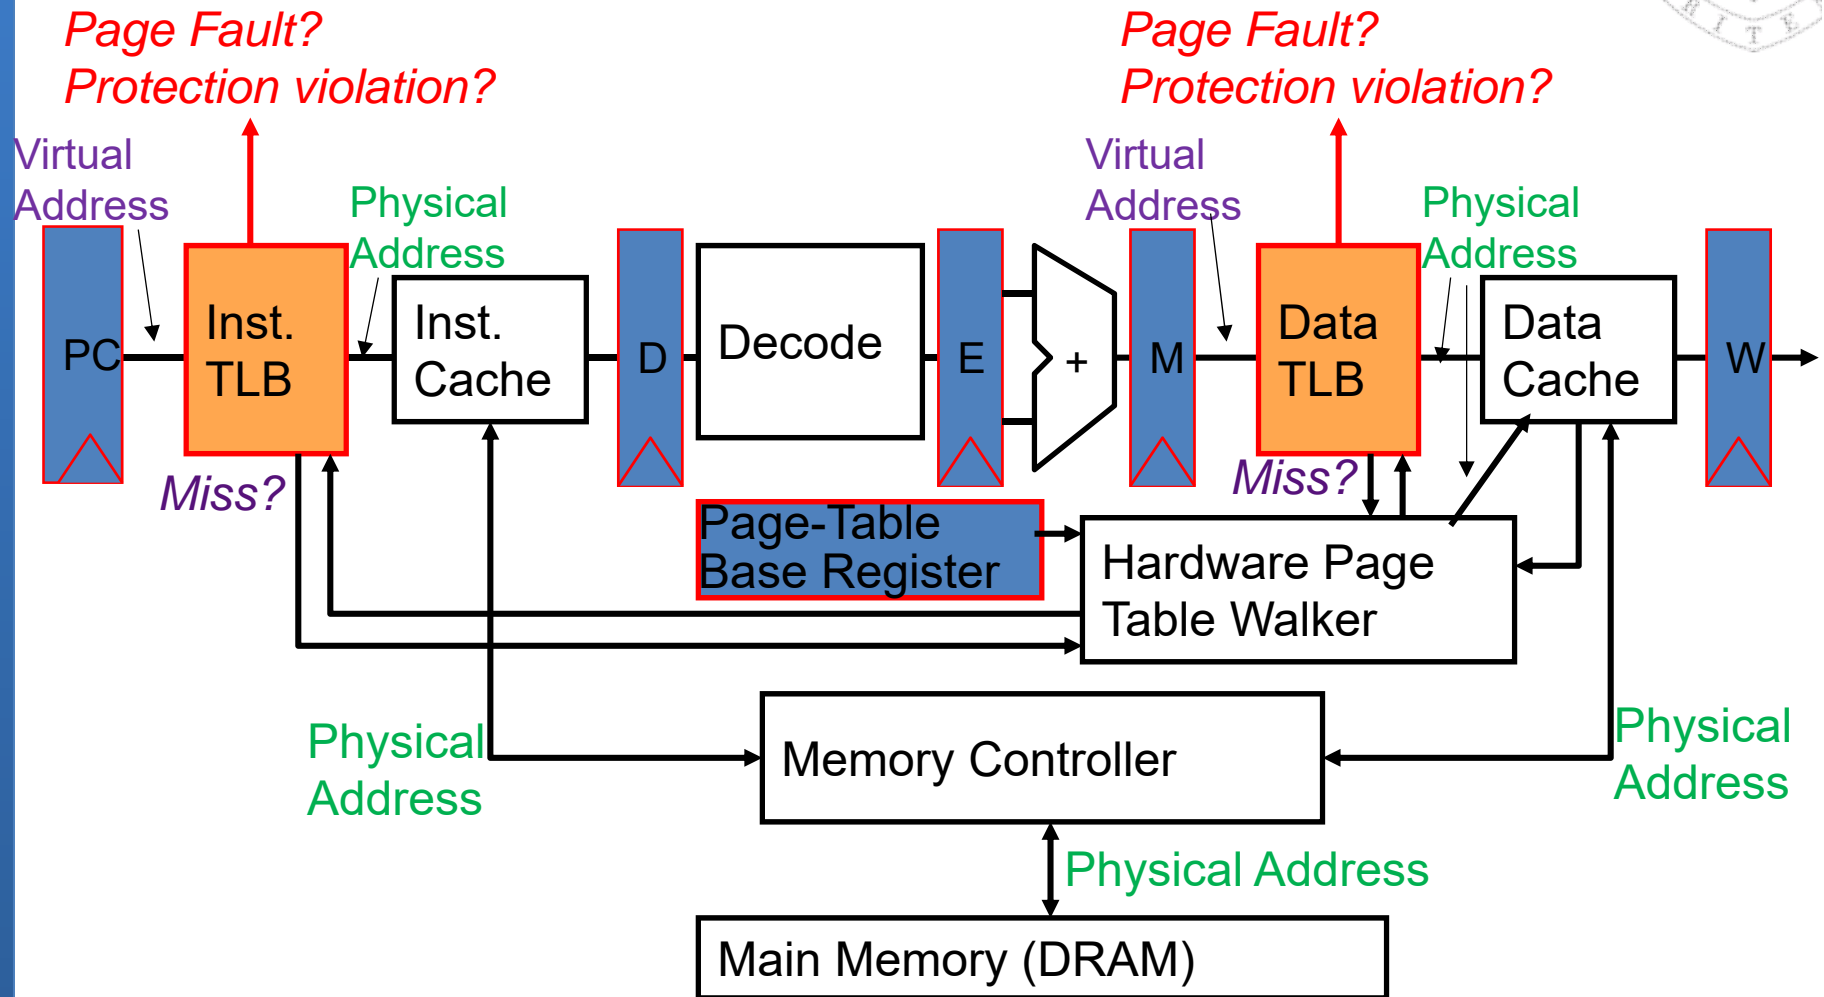 Page Fault?
Protection violation?
Page Fault?
Protection violation?
Virtual
Address
Physical
Address
Virtual
Address
Physical
Address
PC
Inst.
TLB
Inst.
Cache
D
Decode
E
+
M
Data
TLB
Data
Cache
W
Miss?
Miss?
Page-Table
Base Register
Hardware Page
Table Walker
Physical
Address
Memory Controller
Physical
Address
Physical Address
Main Memory (DRAM)